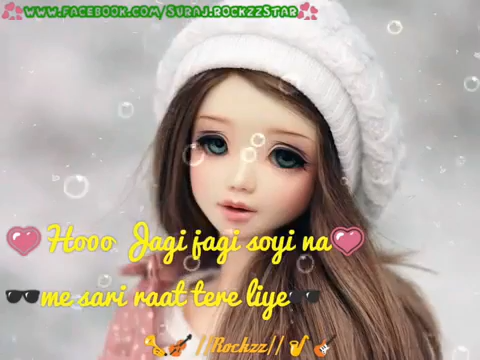 💞www.facebook.com/Suraj.rockzzStar💞
💗Hooo Jagi jagi soyi na💗
🕶️me sari raat tere liye🕶️
🎷🎻 ||Rockzz|| 🎷🎸